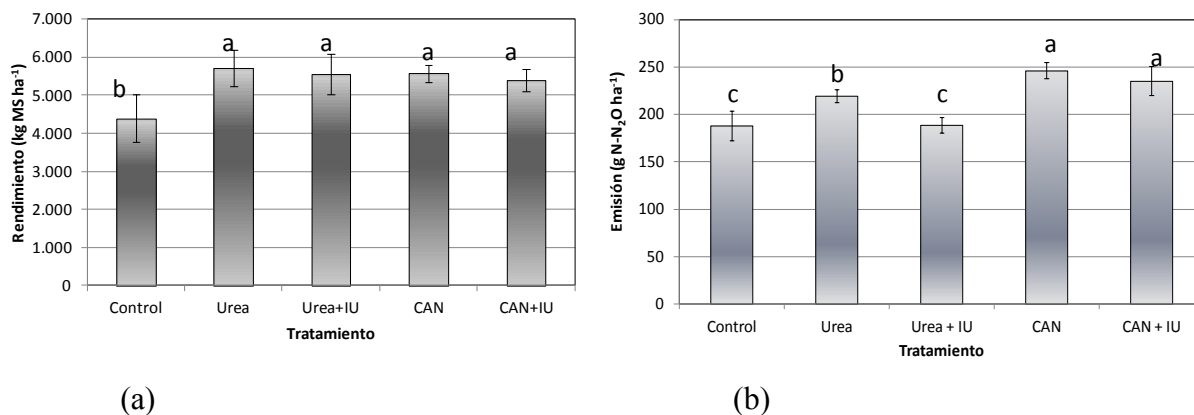 7.000
6.000
5.000
4.000
3.000
2.000
1.000
0
Rendimiento (kg MS ha⁻¹)
b
a
a
a
a
Control
Urea
Urea+IU
CAN
CAN+IU
Tratamiento
(a)
300
250
200
150
100
50
0
Emisión (g N-N₂O ha⁻¹)
c
b
c
a
a
Control
Urea
Urea + IU
CAN
CAN + IU
Tratamiento
(b)